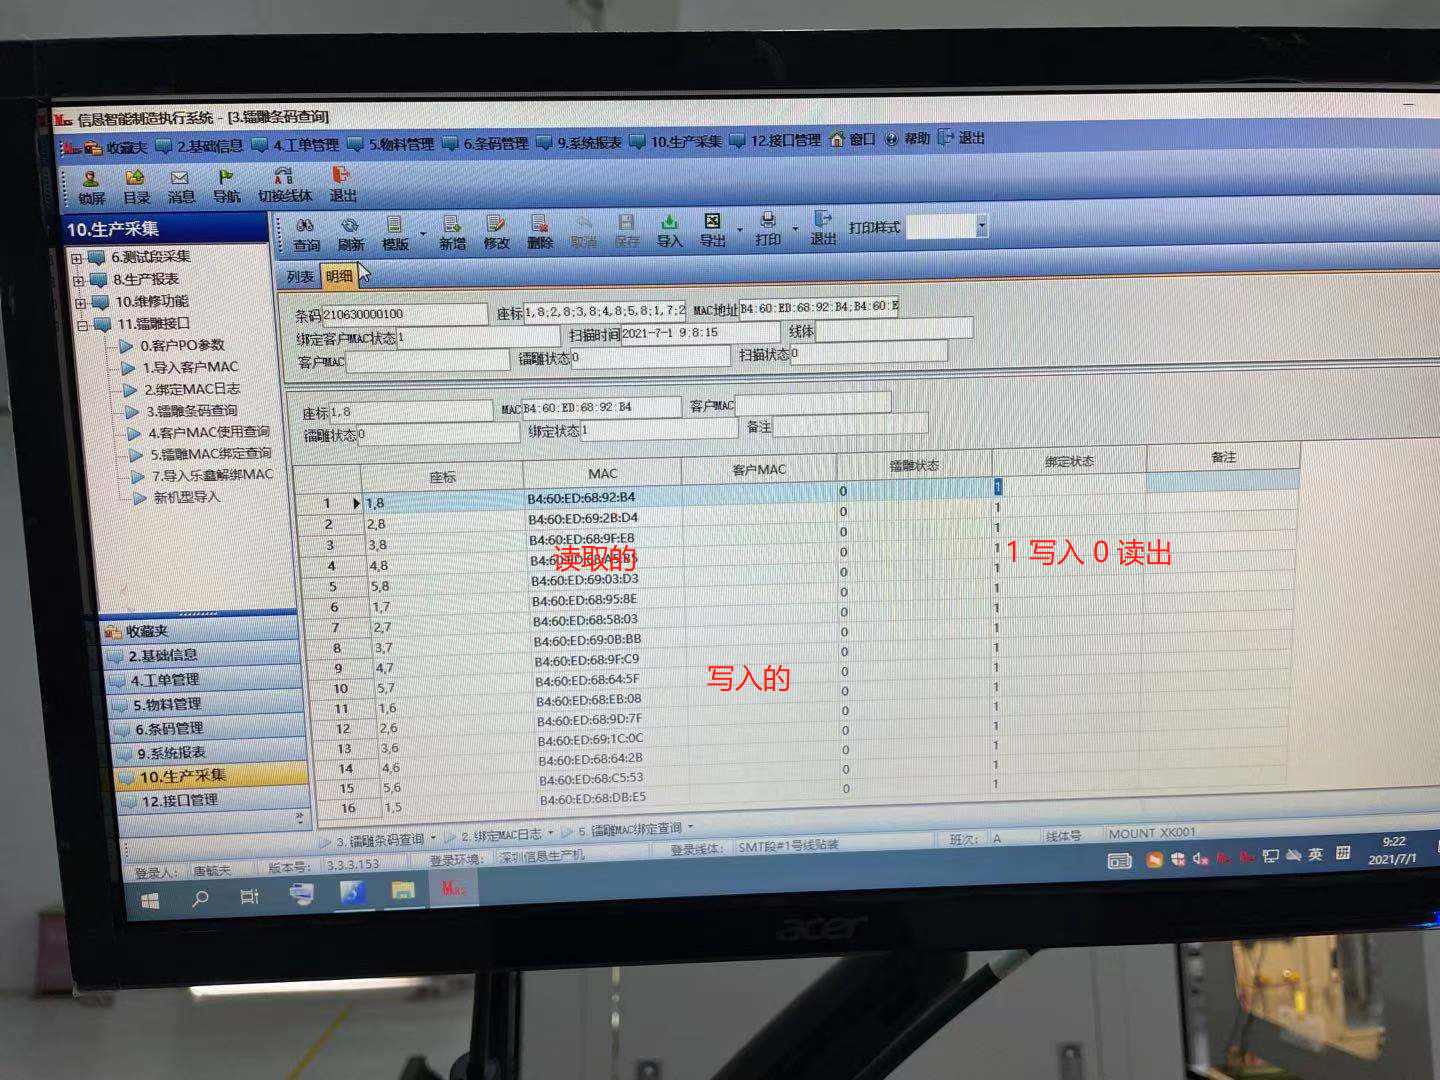 信息智能制造执行系统 - [3.镭雕条码查询]
收藏夹 2.基础信息 4.工单管理 5.物料管理 6.条码管理 9.系统报表 10.生产采集 12.接口管理 窗口 帮助 退出
锁屏 目录 消息 导航 切换线体 退出
10.生产采集
查询 刷新 模版 新增 修改 删除 取消 保存 导入 导出 打印 退出 打印样式
6.测试段采集
8.生产报表
10.维修功能
11.镭雕接口
0.客户PO参数
1.导入客户MAC
2.绑定MAC日志
3.镭雕条码查询
4.客户MAC使用查询
5.镭雕MAC绑定查询
7.导入乐鑫解绑MAC
新机型导入
收藏夹
2.基础信息
4.工单管理
5.物料管理
6.条码管理
9.系统报表
10.生产采集
12.接口管理
列表 明细
条码 210630000100 座标 1,8;2,8;3,8;4,8;5,8;1,7;2 MAC地址 B4:60:ED:68:92:B4;B4:60:E
绑定客户MAC状态 1 扫描时间 2021-7-1 9:8:15 线体
客户MAC 镭雕状态 0 扫描状态 0
座标 1,8 MAC B4:60:ED:68:92:B4 客户MAC
镭雕状态 0 绑定状态 1 备注
座标 MAC 客户MAC 镭雕状态 绑定状态 备注
1 1,8 B4:60:ED:68:92:B4 0 1
2 2,8 B4:60:ED:69:2B:D4 0 1
3 3,8 B4:60:ED:68:9F:E8 0 1
4 4,8 0 1
读取的
1 写入 0 读出
5 5,8 B4:60:ED:69:03:D3 0 1
6 1,7 B4:60:ED:68:95:8E 0 1
7 2,7 B4:60:ED:68:58:03 0 1
8 3,7 B4:60:ED:69:0B:BB 0 1
9 4,7 B4:60:ED:68:9F:C9 0 1
10 5,7 B4:60:ED:68:64:5F 0 1
写入的
11 1,6 B4:60:ED:68:EB:08 0 1
12 2,6 B4:60:ED:68:9D:7F 0 1
13 3,6 B4:60:ED:69:1C:0C 0 1
14 4,6 B4:60:ED:68:64:2B 0 1
15 5,6 B4:60:ED:68:C5:53 0 1
16 1,5 B4:60:ED:68:DB:E5 0
3. 镭雕条码查询 2. 绑定MAC日志 5. 镭雕MAC绑定查询
登录人: 唐毓夫 版本号: 3.3.3.153 登录环境: 深圳信息生产机 登录线体: SMT段#1号线贴装 班次: A 线体号 MOUNT_XK001
英
9:22
2021/7/1
acer